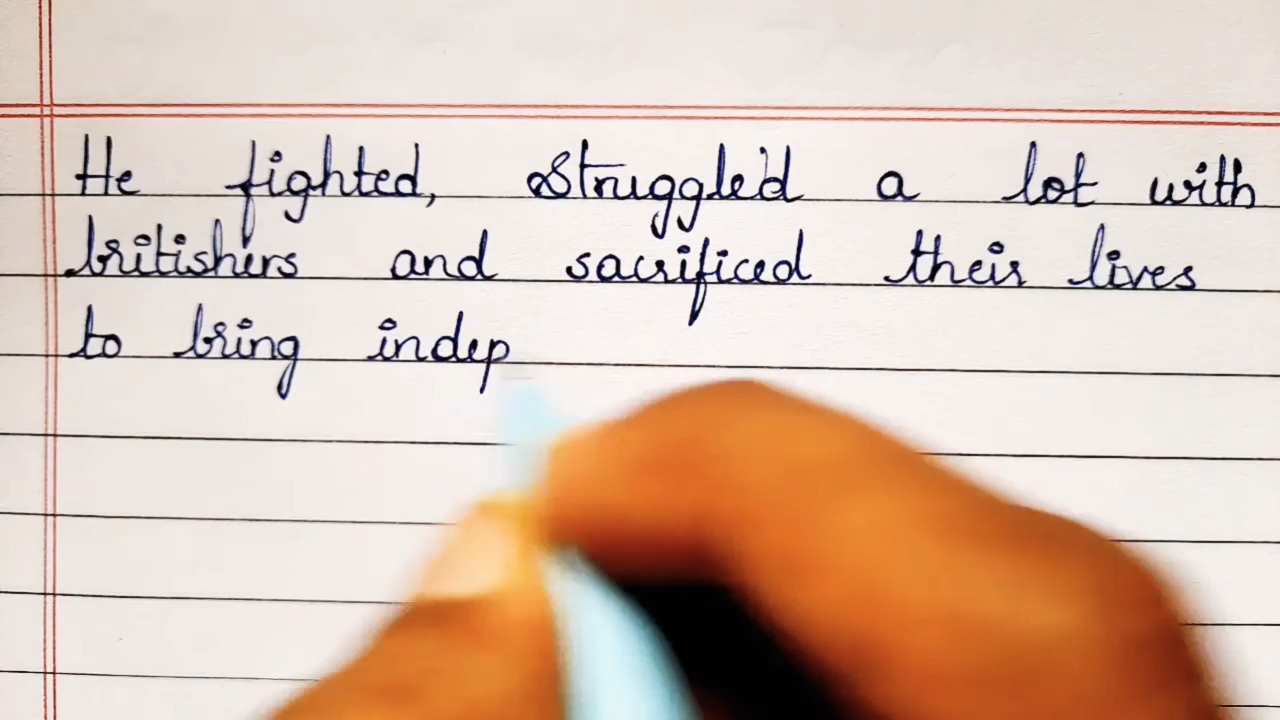 He fighted, Struggled a lot with
britishers and sacrificed their lives
to bring indep